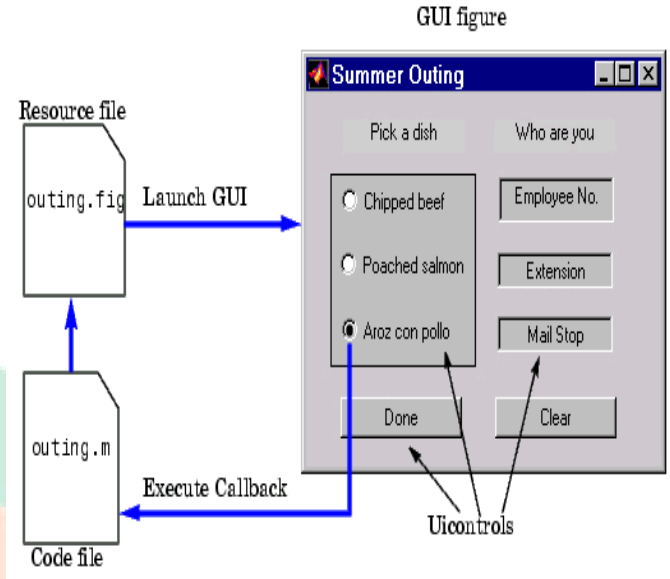 GUI figure
Summer Outing
Resource file
outing.fig
Launch GUI
Pick a dish
Who are you
Chipped beef
Poached salmon
Aroz con pollo
Employee No.
Extension
Mail Stop
Done
Clear
outing.m
Execute Callback
Code file
Uicontrols